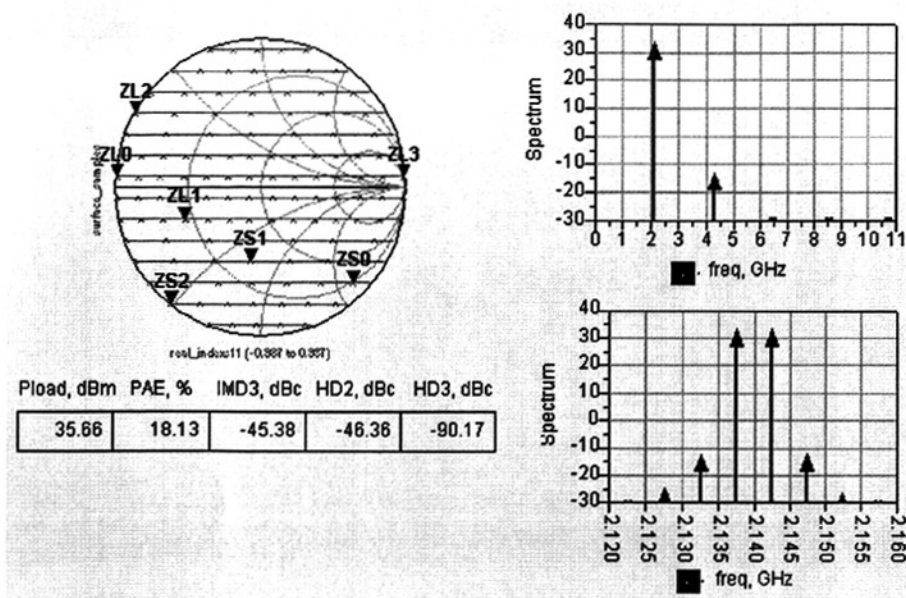 ZL2
ZL0
ZL3
ZL1
ZS1
ZS0
ZS2
(-0.987 to 0.987)
Pload, dBm PAE, % IMD3, dBc HD2, dBc HD3, dBc
35.66 18.13 -45.38 -46.36 -90.17
Spectrum
40
30
20
10
0
-10
-20
-30
0 1 2 3 4 5 6 7 8 9 10 11
freq, GHz
Spectrum
40
30
20
10
0
-10
-20
-30
2.120 2.125 2.130 2.135 2.140 2.145 2.150 2.155 2.160
freq, GHz